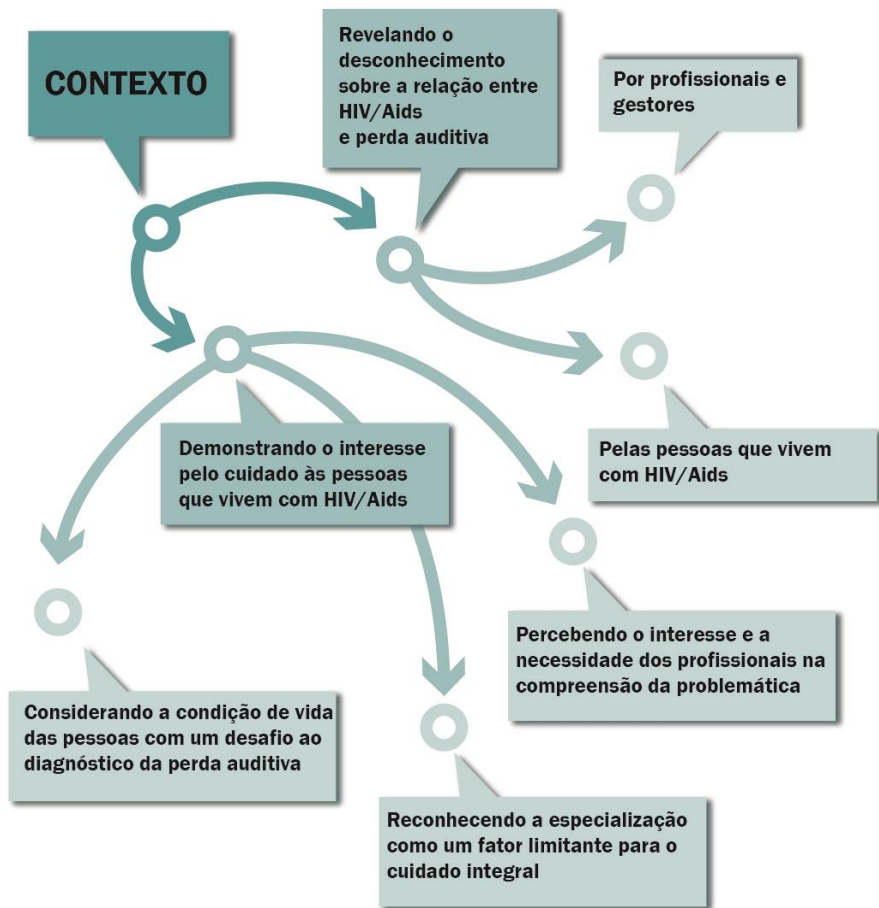 CONTEXTO
Revelando o
desconhecimento
sobre a relação entre
HIV/Aids
e perda auditiva
Por profissionais e
gestores
Pelas pessoas que vivem
com HIV/Aids
Demonstrando o interesse
pelo cuidado às pessoas
que vivem com HIV/Aids
Percebendo o interesse e a
necessidade dos profissionais na
compreensão da problemática
Considerando a condição de vida
das pessoas com um desafio ao
diagnóstico da perda auditiva
Reconhecendo a especialização
como um fator limitante para o
cuidado integral